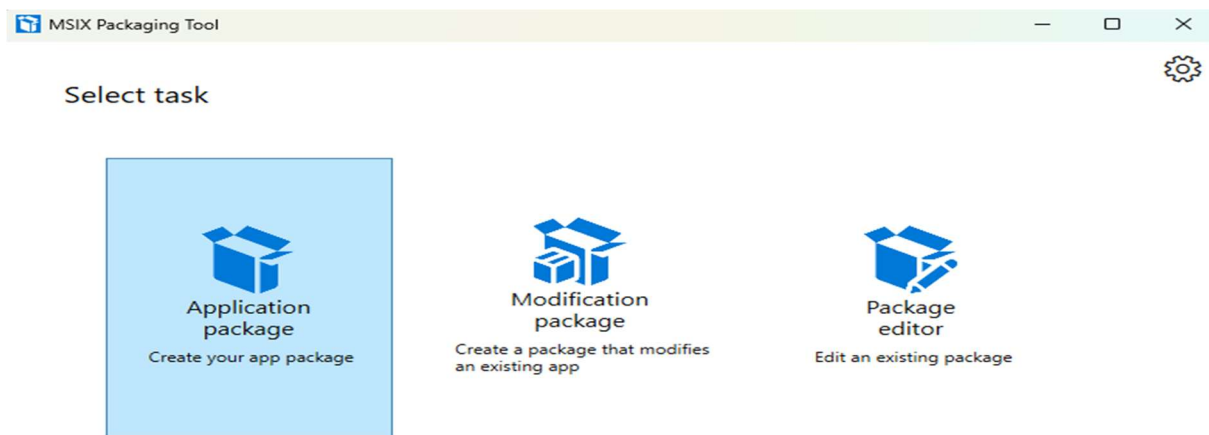 MSIX Packaging Tool
Select task
Application
package
Create your app package
Modification
package
Create a package that modifies
an existing app
Package
editor
Edit an existing package